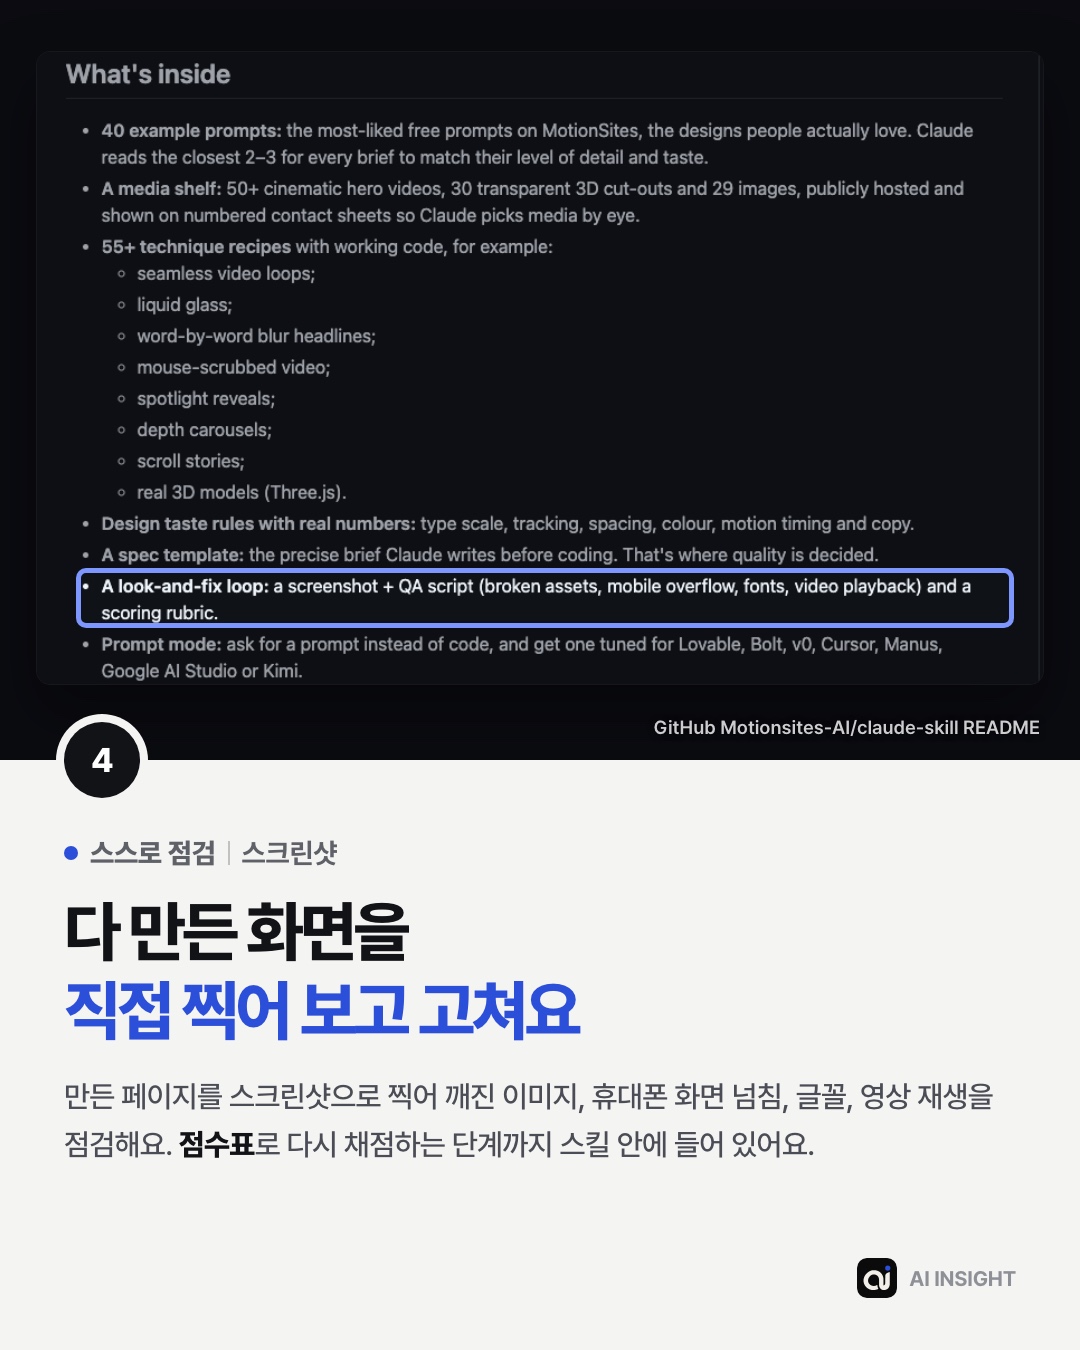 What's inside
• 40 example prompts: the most-liked free prompts on MotionSites, the designs people actually love. Claude
reads the closest 2–3 for every brief to match their level of detail and taste.
• A media shelf: 50+ cinematic hero videos, 30 transparent 3D cut-outs and 29 images, publicly hosted and
shown on numbered contact sheets so Claude picks media by eye.
• 55+ technique recipes with working code, for example:
◦ seamless video loops;
◦ liquid glass;
◦ word-by-word blur headlines;
◦ mouse-scrubbed video;
◦ spotlight reveals;
◦ depth carousels;
◦ scroll stories;
◦ real 3D models (Three.js).
• Design taste rules with real numbers: type scale, tracking, spacing, colour, motion timing and copy.
• A spec template: the precise brief Claude writes before coding. That's where quality is decided.
• A look-and-fix loop: a screenshot + QA script (broken assets, mobile overflow, fonts, video playback) and a
scoring rubric.
• Prompt mode: ask for a prompt instead of code, and get one tuned for Lovable, Bolt, v0, Cursor, Manus,
Google AI Studio or Kimi.
GitHub Motionsites-AI/claude-skill README
4
스스로 점검 | 스크린샷
다 만든 화면을
직접 찍어 보고 고쳐요
만든 페이지를 스크린샷으로 찍어 깨진 이미지, 휴대폰 화면 넘침, 글꼴, 영상 재생을
점검해요. 점수표로 다시 채점하는 단계까지 스킬 안에 들어 있어요.
ai AI INSIGHT